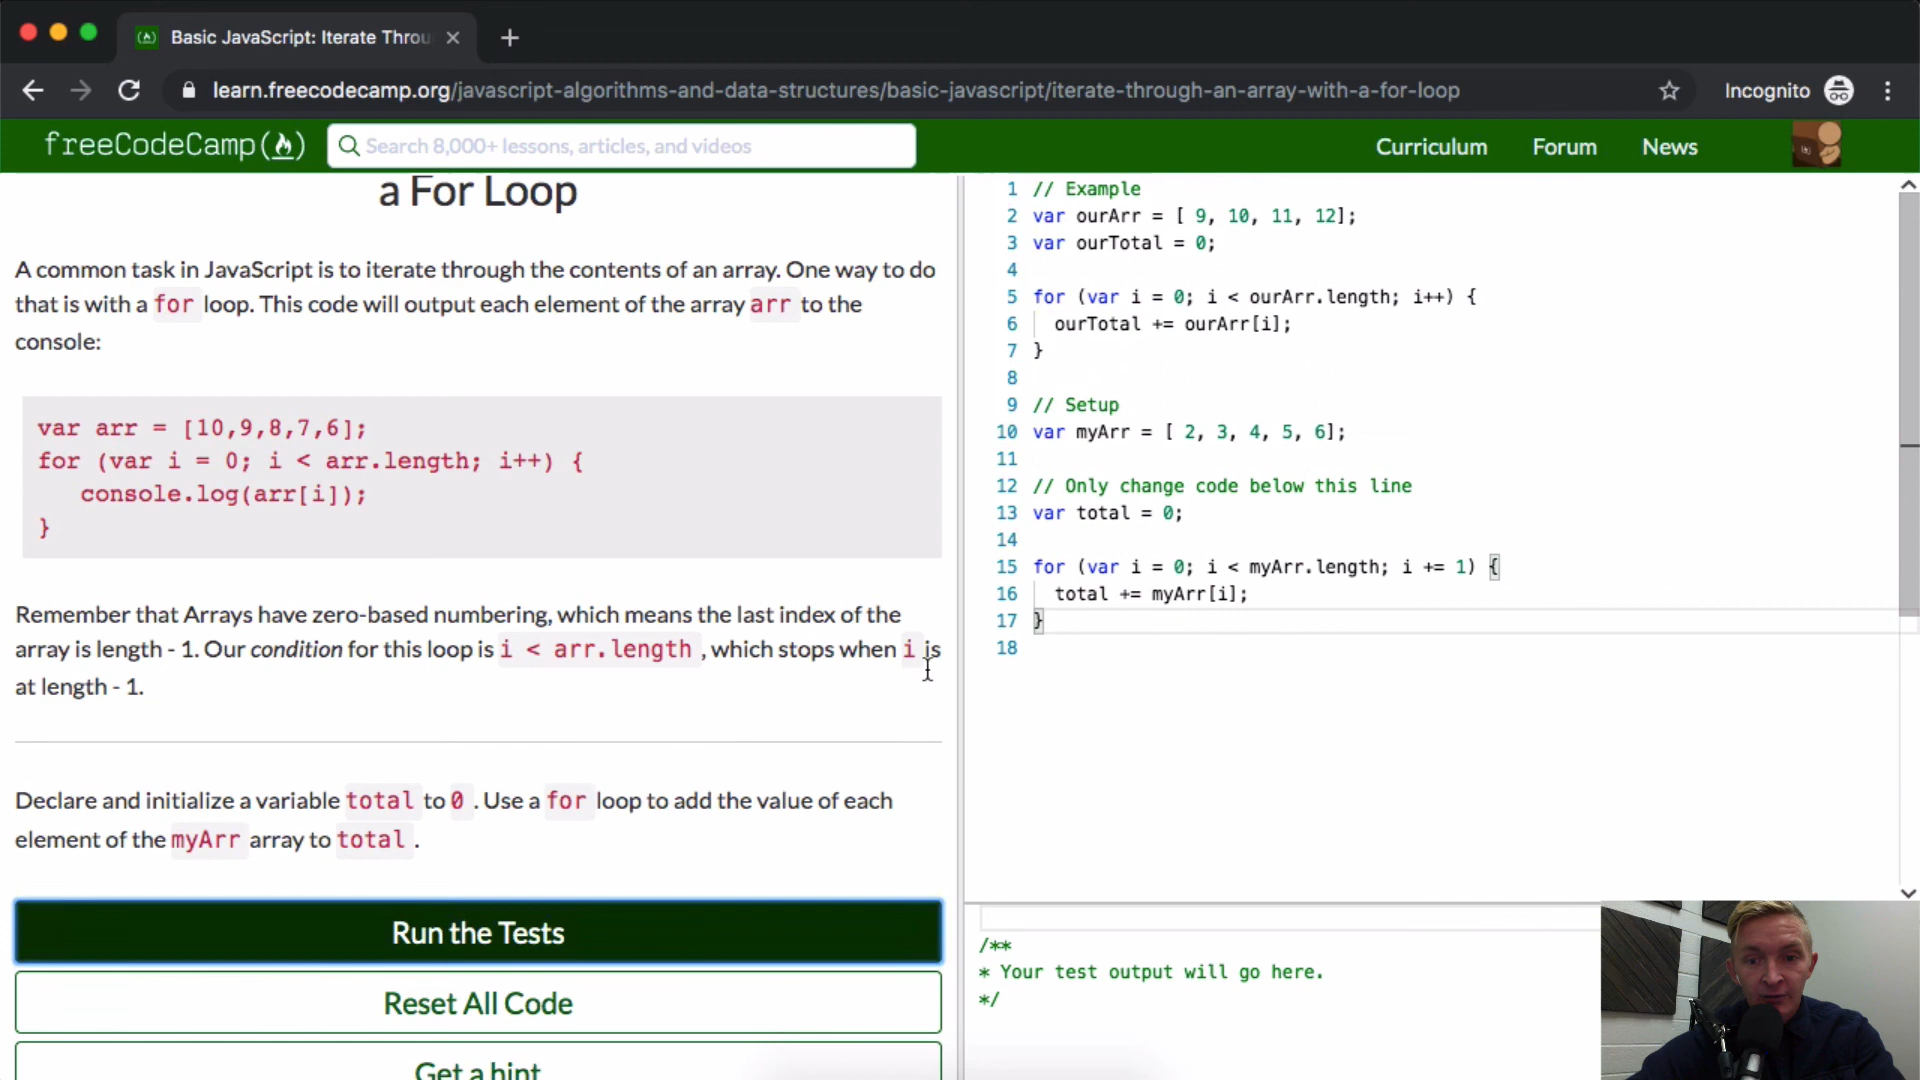 Basic JavaScript: Iterate Throu
learn.freecodecamp.org/javascript-algorithms-and-data-structures/basic-javascript/iterate-through-an-array-with-a-for-loop
Incognito
freeCodeCamp
Search 8,000+ lessons, articles, and videos
Curriculum
Forum
News
a For Loop
A common task in JavaScript is to iterate through the contents of an array. One way to do
that is with a for loop. This code will output each element of the array arr to the
console:
var arr = [10,9,8,7,6];
for (var i = 0; i < arr.length; i++) {
console.log(arr[i]);
}
Remember that Arrays have zero-based numbering, which means the last index of the
array is length - 1. Our condition for this loop is i < arr.length , which stops when i is
at length - 1.
Declare and initialize a variable total to 0 . Use a for loop to add the value of each
element of the myArr array to total .
Run the Tests
Reset All Code
Get a hint
1 // Example
2 var ourArr = [ 9, 10, 11, 12];
3 var ourTotal = 0;
4
5 for (var i = 0; i < ourArr.length; i++) {
6 ourTotal += ourArr[i];
7 }
8
9 // Setup
10 var myArr = [ 2, 3, 4, 5, 6];
11
12 // Only change code below this line
13 var total = 0;
14
15 for (var i = 0; i < myArr.length; i += 1) {
16 total += myArr[i];
17 }
18
/**
* Your test output will go here.
*/